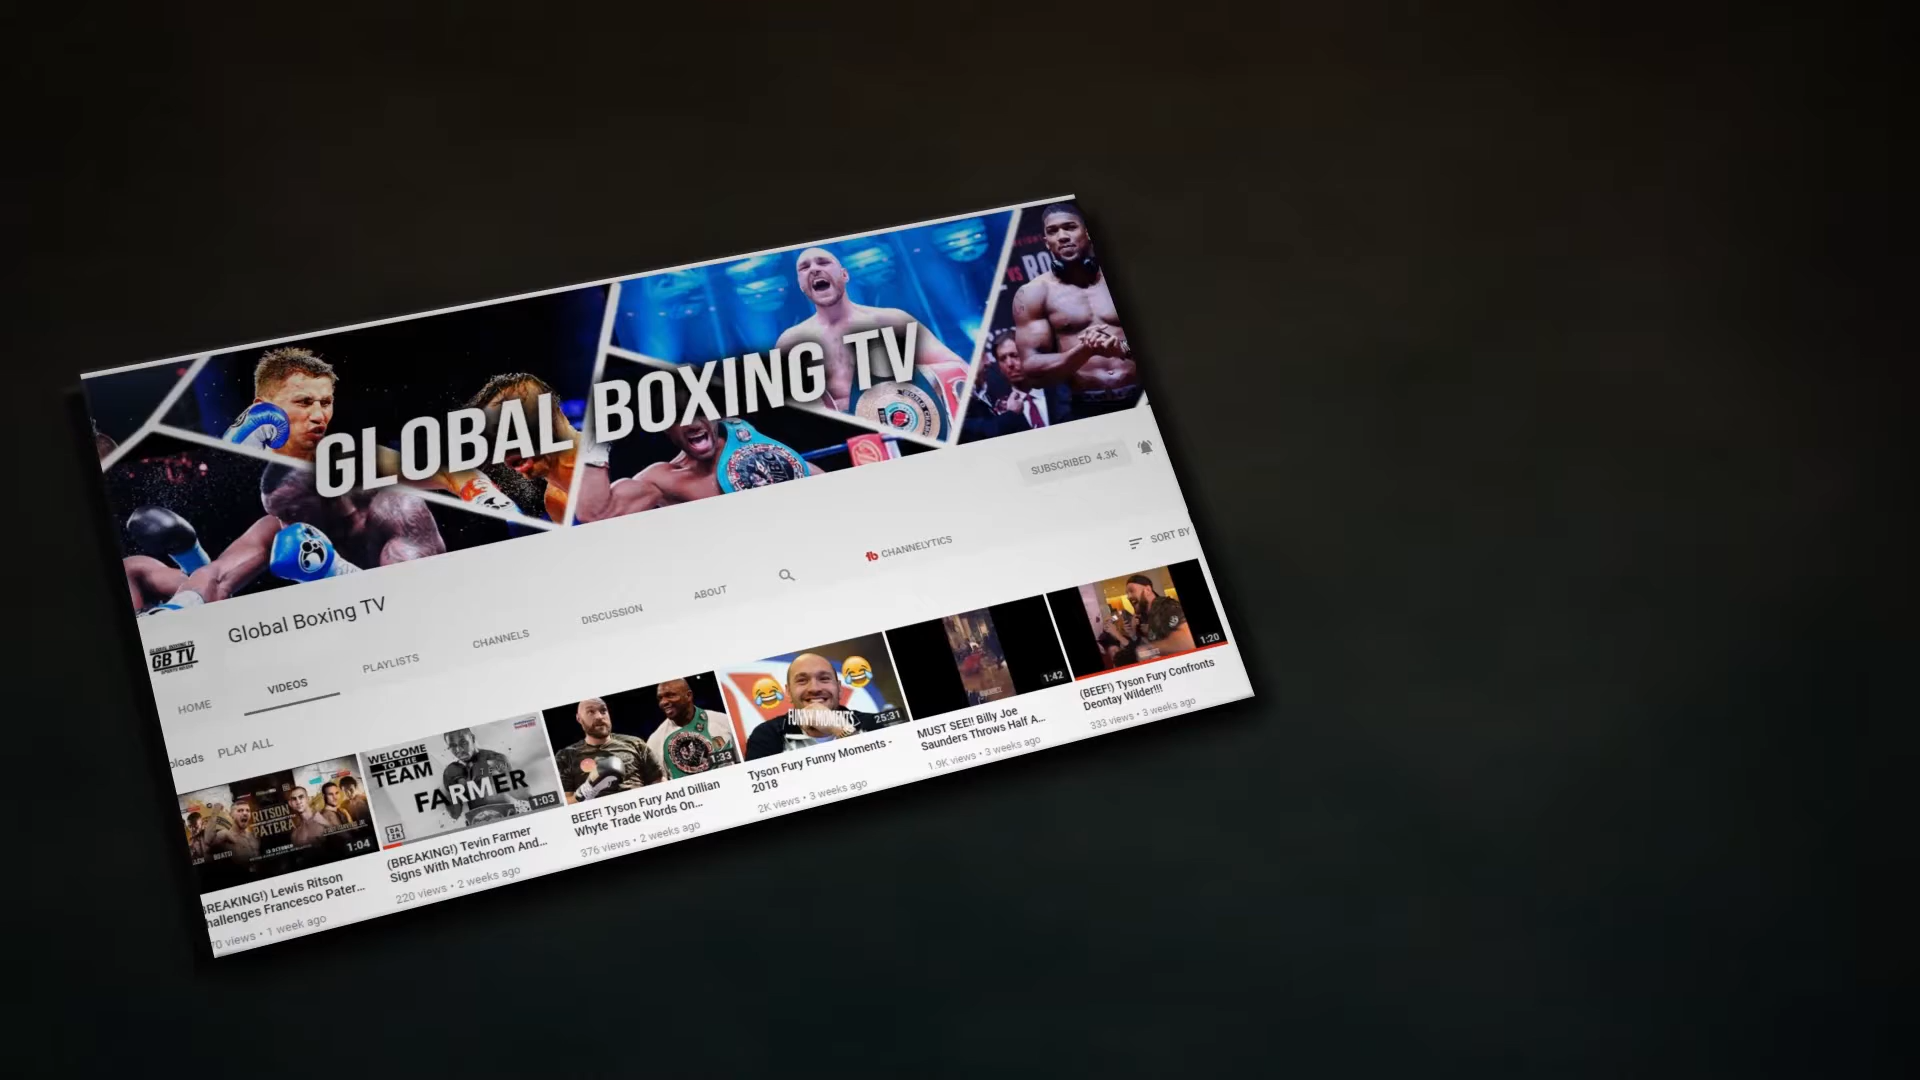 GLOBAL BOXING TV
SUBSCRIBED 4.3K
GB TV
Global Boxing TV
HOME
VIDEOS
PLAYLISTS
CHANNELS
DISCUSSION
ABOUT
CHANNELYTICS
SORT BY
oloads
PLAY ALL
RITSON
PATERA
1:04
BREAKING!) Lewis Ritson
hallenges Francesco Pater...
70 views • 1 week ago
WELCOME
TO THE
TEAM
FARMER
DAZN
1:03
(BREAKING!) Tevin Farmer
Signs With Matchroom And...
220 views • 2 weeks ago
1:33
BEEF! Tyson Fury And Dillian
Whyte Trade Words On...
376 views • 2 weeks ago
FUNNY MOMENTS
25:31
Tyson Fury Funny Moments -
2018
2K views • 3 weeks ago
1:42
MUST SEE!! Billy Joe
Saunders Throws Half A...
1.9K views • 3 weeks ago
1:20
(BEEF!) Tyson Fury Confronts
Deontay Wilder!!!
333 views • 3 weeks ago